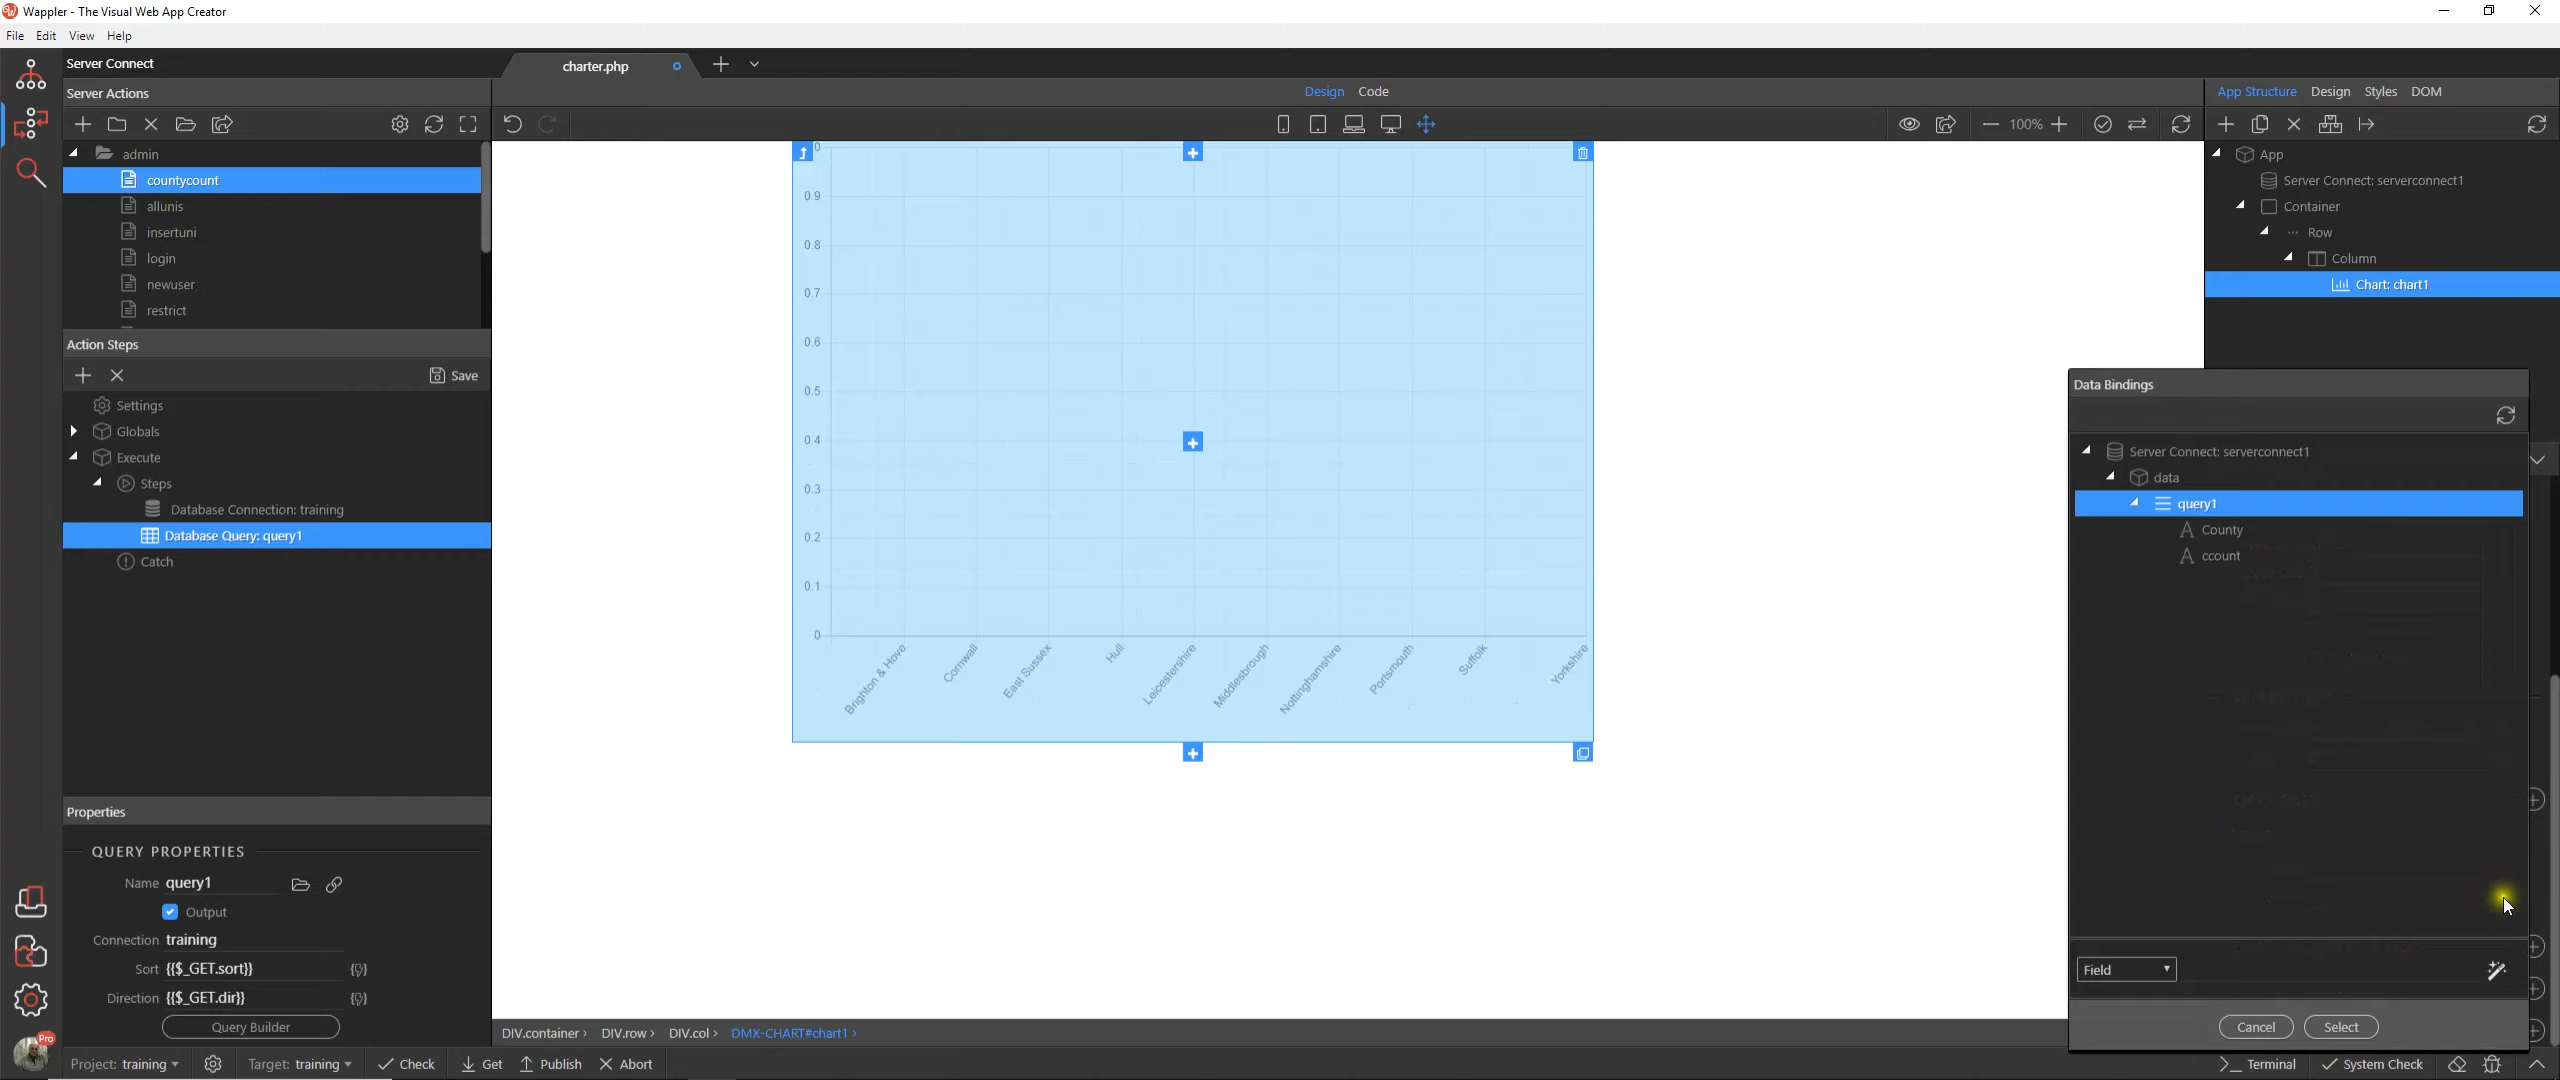 Wappler - The Visual Web App Creator
File Edit View Help
Server Connect
Server Actions
admin
countycount
allunis
insertuni
login
newuser
restrict
Action Steps
Save
Settings
Globals
Execute
Steps
Database Connection: training
Database Query: query1
Catch
Properties
QUERY PROPERTIES
Name query1
Output
Connection training
Sort {{$_GET.sort}}
Direction {{$_GET.dir}}
Query Builder
Pro
Project: training
Target: training
Check
Get
Publish
Abort
charter.php
Design Code
100%
0
0.9
0.8
0.7
0.6
0.5
0.4
0.3
0.2
0.1
0
Brighton & Hove
Cornwall
East Sussex
Hull
Leicestershire
Middlesbrough
Nottinghamshire
Portsmouth
Suffolk
Yorkshire
DIV.container › DIV.row › DIV.col › DMX-CHART#chart1 ›
App Structure Design Styles DOM
App
Server Connect: serverconnect1
Container
Row
Column
Chart: chart1
Data Bindings
Server Connect: serverconnect1
data
query1
County
ccount
Field
Cancel Select
Terminal
System Check